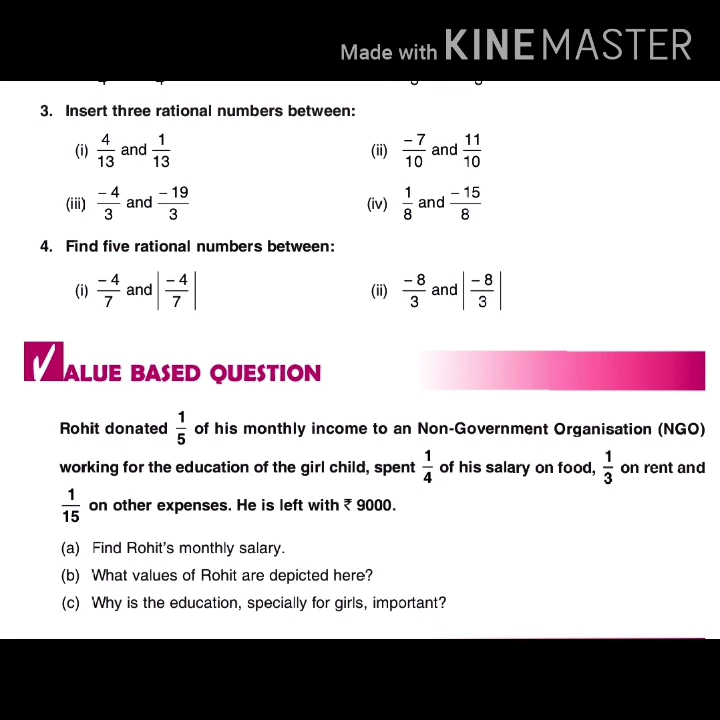 Made with KINEMASTER
3. Insert three rational numbers between:
(i) 4/13 and 1/13 (ii) -7/10 and 11/10
(iii) -4/3 and -19/3 (iv) 1/8 and -15/8
4. Find five rational numbers between:
(i) -4/7 and |-4/7| (ii) -8/3 and |-8/3|
VALUE BASED QUESTION
Rohit donated 1/5 of his monthly income to an Non-Government Organisation (NGO)
working for the education of the girl child, spent 1/4 of his salary on food, 1/3 on rent and
1/15 on other expenses. He is left with ₹ 9000.
(a) Find Rohit's monthly salary.
(b) What values of Rohit are depicted here?
(c) Why is the education, specially for girls, important?